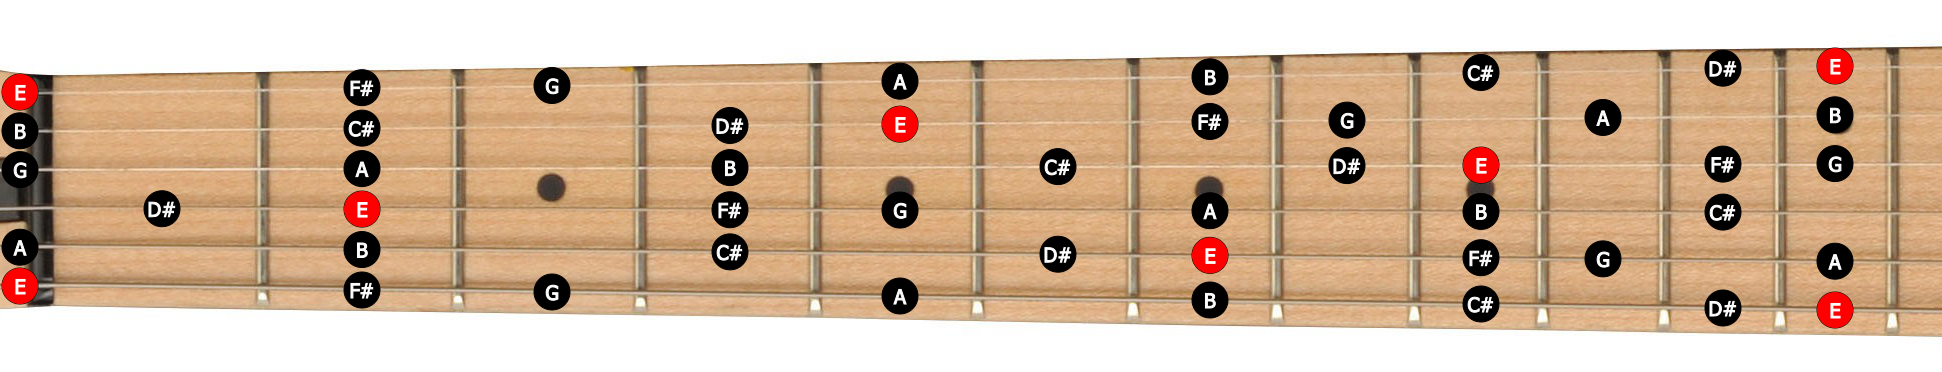 E F# G A B C# D# E
B C# D# E F# G A B
G A B C# D# E F# G
D# E F# G A B C#
A B C# D# E F# G A
E F# G A B C# D# E